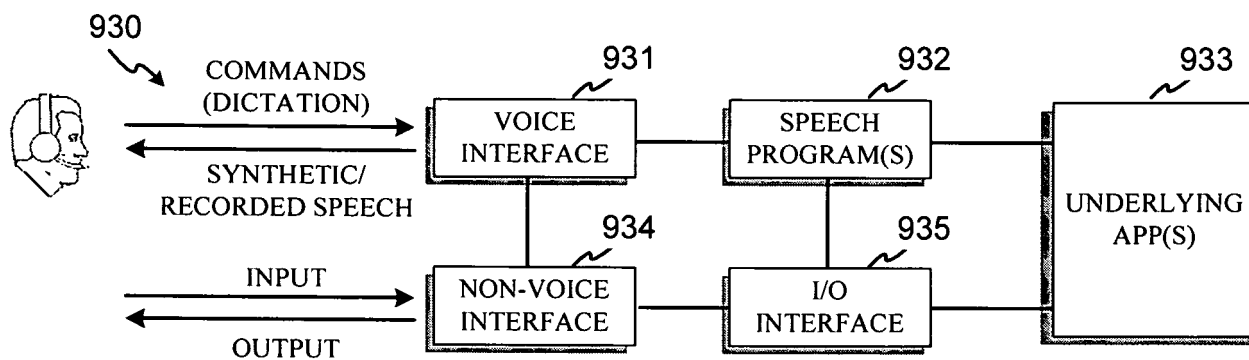 930
COMMANDS
(DICTATION)
SYNTHETIC/
RECORDED SPEECH
931
VOICE
INTERFACE
932
SPEECH
PROGRAM(S)
933
UNDERLYING
APP(S)
INPUT
OUTPUT
934
NON-VOICE
INTERFACE
935
I/O
INTERFACE